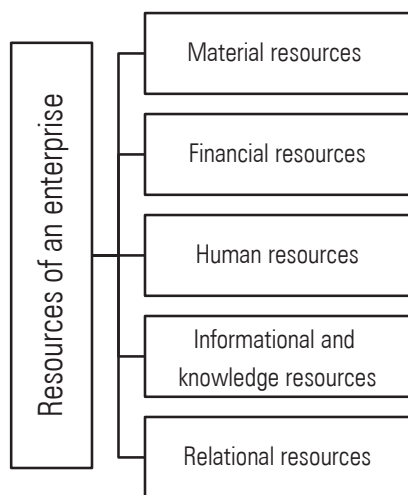 Resources of an enterprise
Material resources
Financial resources
Human resources
Informational and
knowledge resources
Relational resources